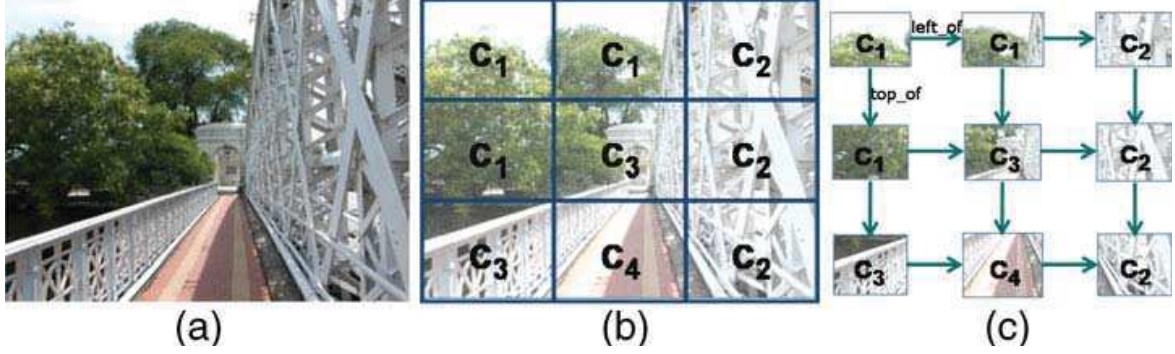 C1 C1 C2
C1 C3 C2
C3 C4 C2
C1 left_of C1 C2
top_of
C1 C3 C2
C3 C4 C2
(a) (b) (c)